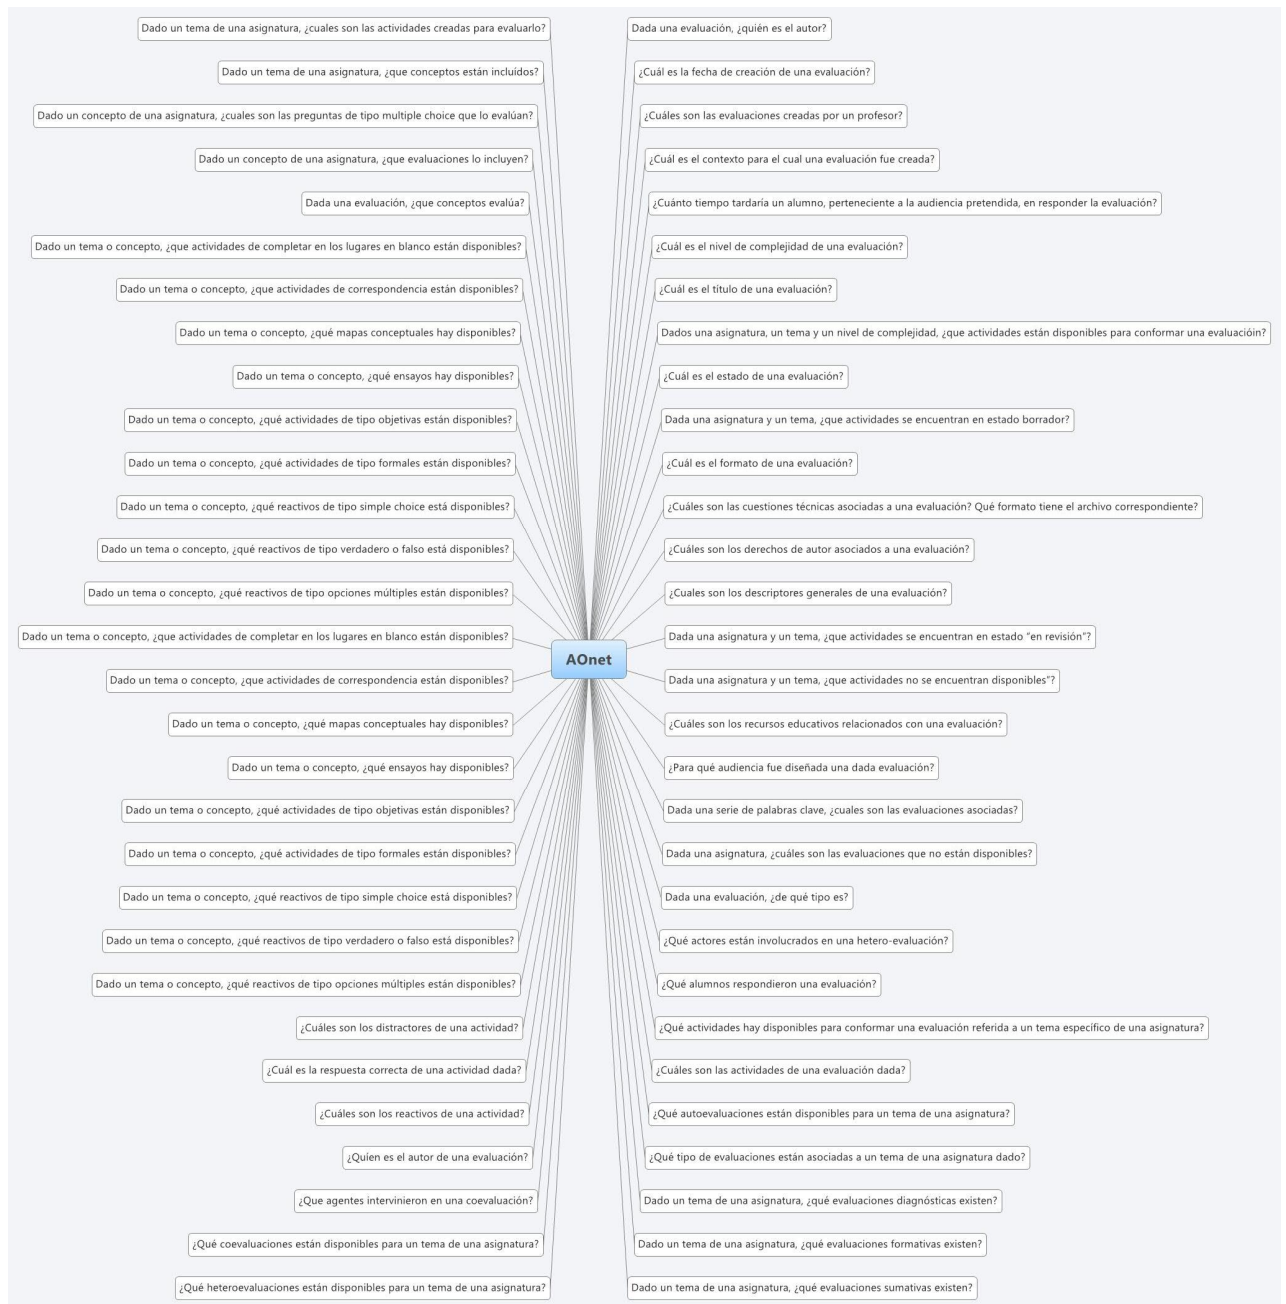 Dado un tema de una asignatura, ¿cuales son las actividades creadas para evaluarlo?
Dado un tema de una asignatura, ¿que conceptos están incluídos?
Dado un concepto de una asignatura, ¿cuales son las preguntas de tipo multiple choice que lo evalúan?
Dado un concepto de una asignatura, ¿que evaluaciones lo incluyen?
Dada una evaluación, ¿que conceptos evalúa?
Dado un tema o concepto, ¿que actividades de completar en los lugares en blanco están disponibles?
Dado un tema o concepto, ¿que actividades de correspondencia están disponibles?
Dado un tema o concepto, ¿qué mapas conceptuales hay disponibles?
Dado un tema o concepto, ¿qué ensayos hay disponibles?
Dado un tema o concepto, ¿qué actividades de tipo objetivas están disponibles?
Dado un tema o concepto, ¿qué actividades de tipo formales están disponibles?
Dado un tema o concepto, ¿qué reactivos de tipo simple choice está disponibles?
Dado un tema o concepto, ¿qué reactivos de tipo verdadero o falso está disponibles?
Dado un tema o concepto, ¿qué reactivos de tipo opciones múltiples están disponibles?
Dado un tema o concepto, ¿que actividades de completar en los lugares en blanco están disponibles?
Dado un tema o concepto, ¿que actividades de correspondencia están disponibles?
Dado un tema o concepto, ¿qué mapas conceptuales hay disponibles?
Dado un tema o concepto, ¿qué ensayos hay disponibles?
Dado un tema o concepto, ¿qué actividades de tipo objetivas están disponibles?
Dado un tema o concepto, ¿qué actividades de tipo formales están disponibles?
Dado un tema o concepto, ¿qué reactivos de tipo simple choice está disponibles?
Dado un tema o concepto, ¿qué reactivos de tipo verdadero o falso está disponibles?
Dado un tema o concepto, ¿qué reactivos de tipo opciones múltiples están disponibles?
¿Cuáles son los distractores de una actividad?
¿Cuál es la respuesta correcta de una actividad dada?
¿Cuáles son los reactivos de una actividad?
¿Quíen es el autor de una evaluación?
¿Que agentes intervinieron en una coevaluación?
¿Qué coevaluaciones están disponibles para un tema de una asignatura?
¿Qué heteroevaluaciones están disponibles para un tema de una asignatura?
AOnet
Dada una evaluación, ¿quién es el autor?
¿Cuál es la fecha de creación de una evaluación?
¿Cuáles son las evaluaciones creadas por un profesor?
¿Cuál es el contexto para el cual una evaluación fue creada?
¿Cuánto tiempo tardaría un alumno, perteneciente a la audiencia pretendida, en responder la evaluación?
¿Cuál es el nivel de complejidad de una evaluación?
¿Cuál es el título de una evaluación?
Dados una asignatura, un tema y un nivel de complejidad, ¿que actividades están disponibles para conformar una evaluacióin?
¿Cuál es el estado de una evaluación?
Dada una asignatura y un tema, ¿que actividades se encuentran en estado borrador?
¿Cuál es el formato de una evaluación?
¿Cuáles son las cuestiones técnicas asociadas a una evaluación? Qué formato tiene el archivo correspondiente?
¿Cuáles son los derechos de autor asociados a una evaluación?
¿Cuales son los descriptores generales de una evaluación?
Dada una asignatura y un tema, ¿que actividades se encuentran en estado “en revisión”?
Dada una asignatura y un tema, ¿que actividades no se encuentran disponibles”?
¿Cuáles son los recursos educativos relacionados con una evaluación?
¿Para qué audiencia fue diseñada una dada evaluación?
Dada una serie de palabras clave, ¿cuales son las evaluaciones asociadas?
Dada una asignatura, ¿cuáles son las evaluaciones que no están disponibles?
Dada una evaluación, ¿de qué tipo es?
¿Qué actores están involucrados en una hetero-evaluación?
¿Qué alumnos respondieron una evaluación?
¿Qué actividades hay disponibles para conformar una evaluación referida a un tema específico de una asignatura?
¿Cuáles son las actividades de una evaluación dada?
¿Qué autoevaluaciones están disponibles para un tema de una asignatura?
¿Qué tipo de evaluaciones están asociadas a un tema de una asignatura dado?
Dado un tema de una asignatura, ¿qué evaluaciones diagnósticas existen?
Dado un tema de una asignatura, ¿qué evaluaciones formativas existen?
Dado un tema de una asignatura, ¿qué evaluaciones sumativas existen?